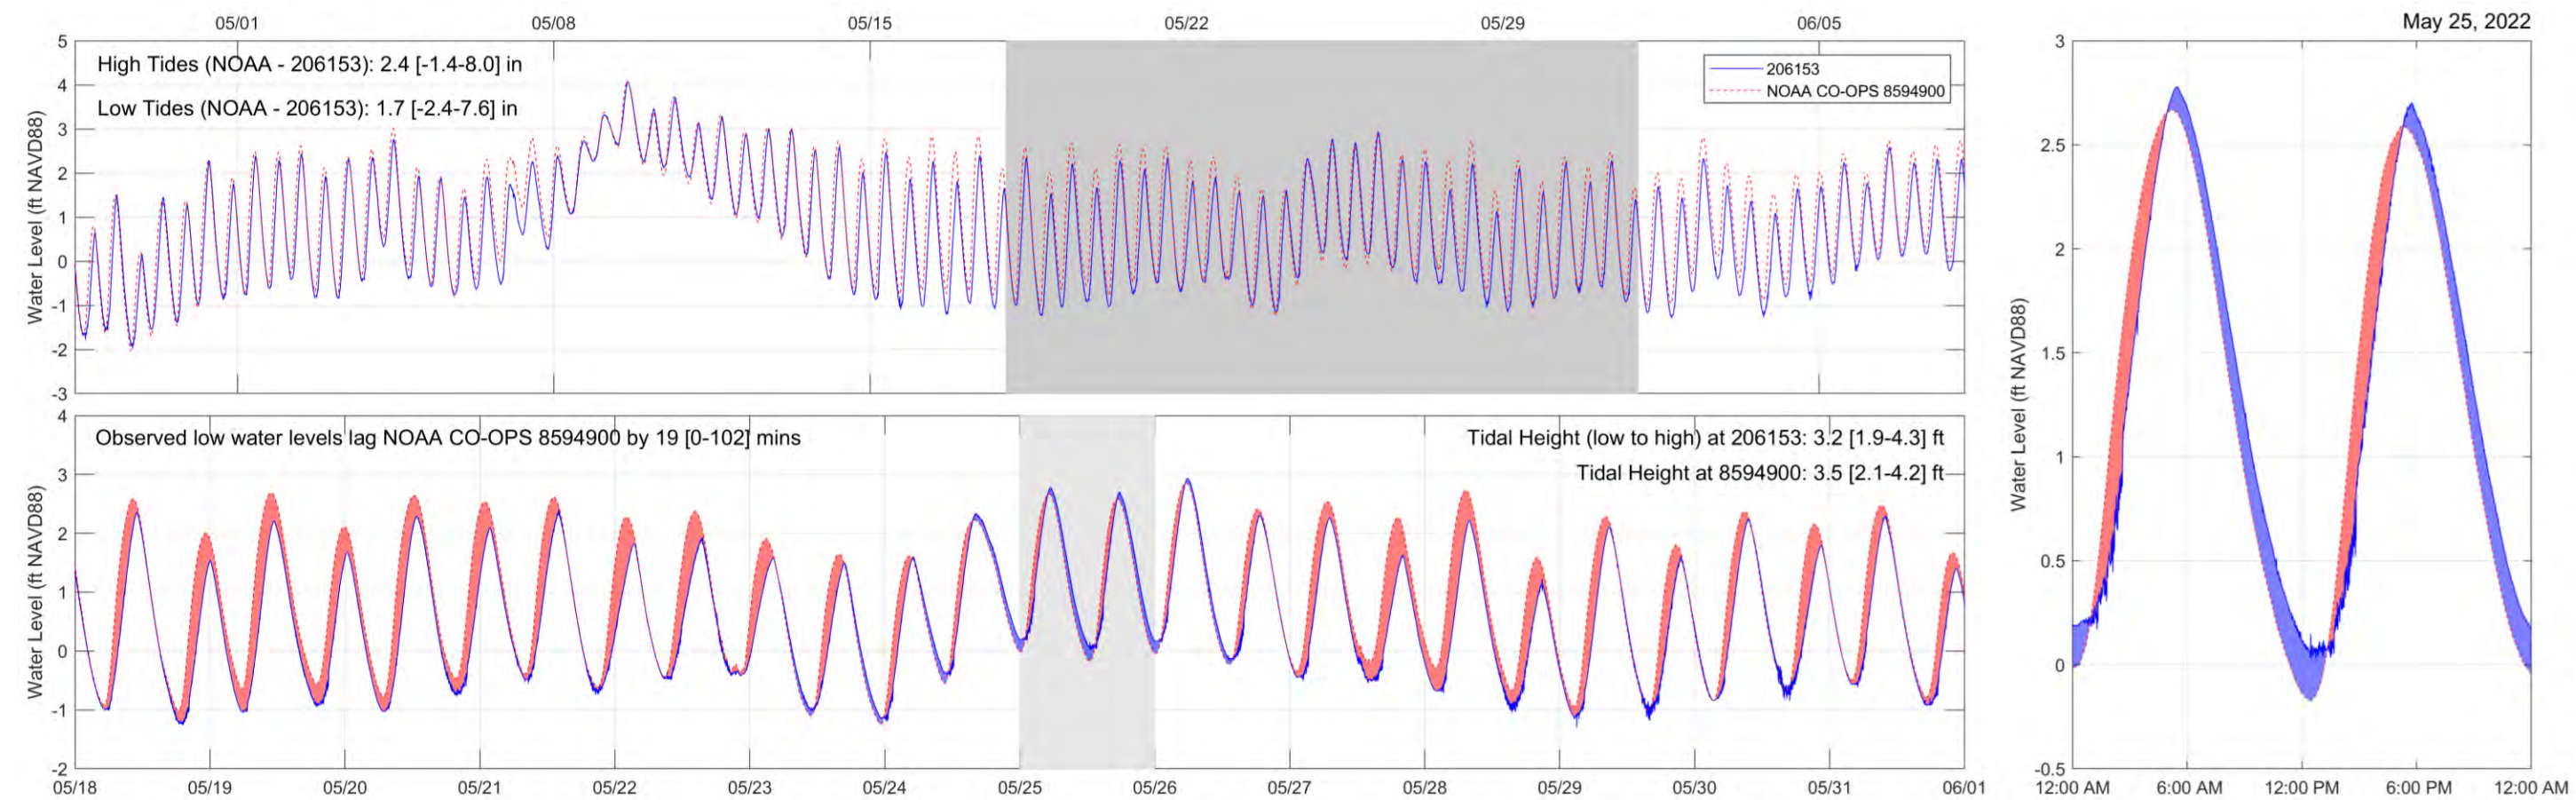 05/01 05/08 05/15 05/22 05/29 06/05
May 25, 2022
Water Level (ft NAVD88)
5
4
3
2
1
0
-1
-2
-3
High Tides (NOAA - 206153): 2.4 [-1.4-8.0] in
Low Tides (NOAA - 206153): 1.7 [-2.4-7.6] in
206153
NOAA CO-OPS 8594900
Water Level (ft NAVD88)
4
3
2
1
0
-1
-2
Observed low water levels lag NOAA CO-OPS 8594900 by 19 [0-102] mins
Tidal Height (low to high) at 206153: 3.2 [1.9-4.3] ft
Tidal Height at 8594900: 3.5 [2.1-4.2] ft
05/18 05/19 05/20 05/21 05/22 05/23 05/24 05/25 05/26 05/27 05/28 05/29 05/30 05/31 06/01
Water Level (ft NAVD88)
3
2.5
2
1.5
1
0.5
0
-0.5
12:00 AM 6:00 AM 12:00 PM 6:00 PM 12:00 AM